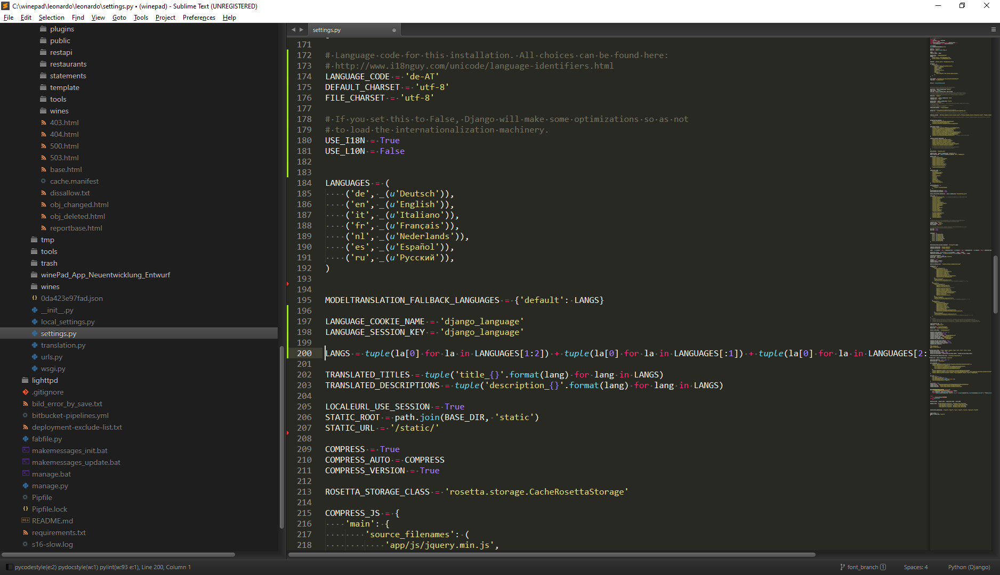 C:\winepad\leonardo\leonardo\settings.py • (winepad) - Sublime Text (UNREGISTERED)
File Edit Selection Find View Goto Tools Project Preferences Help
plugins
public
restapi
restaurants
statements
template
tools
wines
403.html
404.html
500.html
503.html
base.html
cache.manifest
dissallow.txt
obj_changed.html
obj_deleted.html
reportbase.html
tmp
tools
trash
winePad_App_Neuentwicklung_Entwurf
wines
0da423e97fad.json
__init__.py
local_settings.py
settings.py
translation.py
urls.py
wsgi.py
lighttpd
.gitignore
bild_error_by_save.txt
bitbucket-pipelines.yml
deployment-exclude-list.txt
fabfile.py
makemessages_init.bat
makemessages_update.bat
manage.bat
manage.py
Pipfile
Pipfile.lock
README.md
requirements.txt
s16-slow.log
settings.py
171
172 # Language code for this installation. All choices can be found here:
173 # http://www.i18nguy.com/unicode/language-identifiers.html
174 LANGUAGE_CODE = 'de-AT'
175 DEFAULT_CHARSET = 'utf-8'
176 FILE_CHARSET = 'utf-8'
177
178 # If you set this to False, Django will make some optimizations so as not
179 # to load the internationalization machinery.
180 USE_I18N = True
181 USE_L10N = False
182
183
184 LANGUAGES = (
185     ('de', _(u'Deutsch')),
186     ('en', _(u'English')),
187     ('it', _(u'Italiano')),
188     ('fr', _(u'Français')),
189     ('nl', _(u'Nederlands')),
190     ('es', _(u'Español')),
191     ('ru', _(u'Русский')),
192 )
193
194
195 MODELTRANSLATION_FALLBACK_LANGUAGES = {'default': LANGS}
196
197 LANGUAGE_COOKIE_NAME = 'django_language'
198 LANGUAGE_SESSION_KEY = 'django_language'
199
200 LANGS = tuple(la[0] for la in LANGUAGES[1:2]) + tuple(la[0] for la in LANGUAGES[:1]) + tuple(la[0] for la in LANGUAGES[2:
201
202 TRANSLATED_TITLES = tuple('title_{}'.format(lang) for lang in LANGS)
203 TRANSLATED_DESCRIPTIONS = tuple('description_{}'.format(lang) for lang in LANGS)
204
205 LOCALEURL_USE_SESSION = True
206 STATIC_ROOT = path.join(BASE_DIR, 'static')
207 STATIC_URL = '/static/'
208
209 COMPRESS = True
210 COMPRESS_AUTO = COMPRESS
211 COMPRESS_VERSION = True
212
213 ROSETTA_STORAGE_CLASS = 'rosetta.storage.CacheRosettaStorage'
214
215 COMPRESS_JS = {
216     'main': {
217         'source_filenames': (
218             'app/js/jquery.min.js',
pycodestyle(e:2) pydocstyle(w:1) pylint(w:93 e:1), Line 200, Column 1
font_branch 1
Spaces: 4
Python (Django)